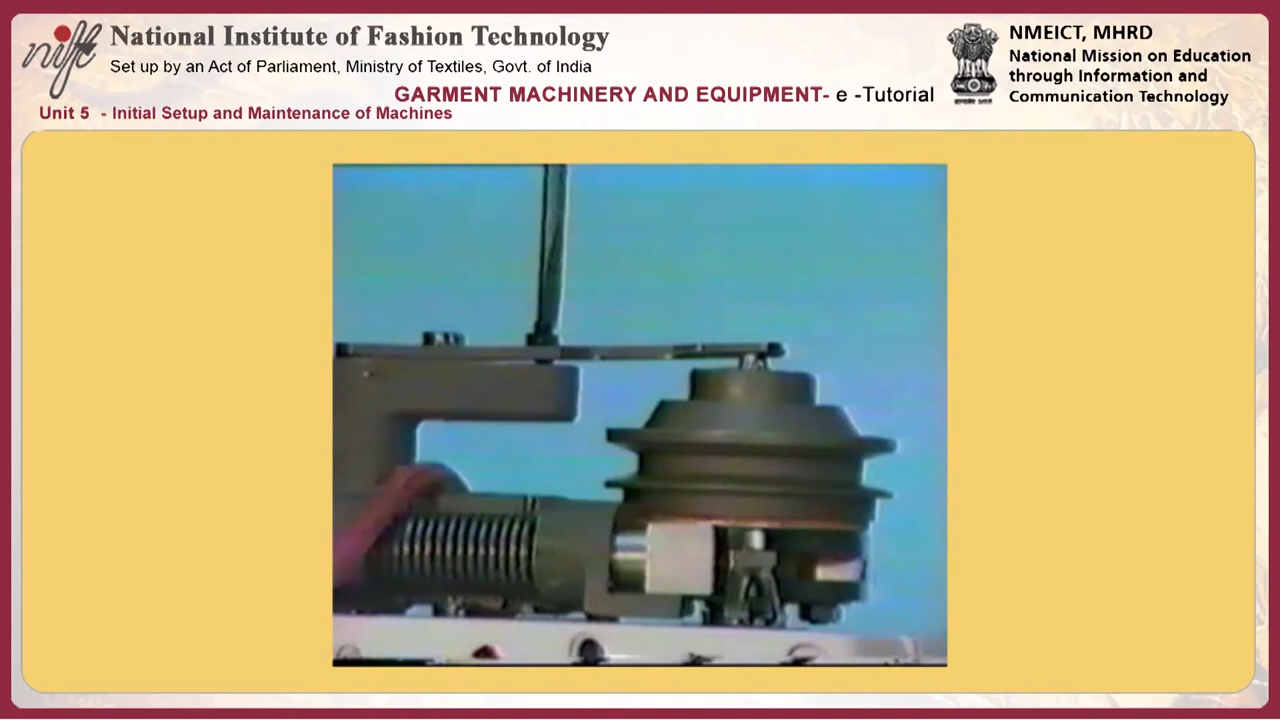 nift
National Institute of Fashion Technology
Set up by an Act of Parliament, Ministry of Textiles, Govt. of India
GARMENT MACHINERY AND EQUIPMENT- e -Tutorial
Unit 5 - Initial Setup and Maintenance of Machines
NMEICT, MHRD
National Mission on Education
through Information and
Communication Technology